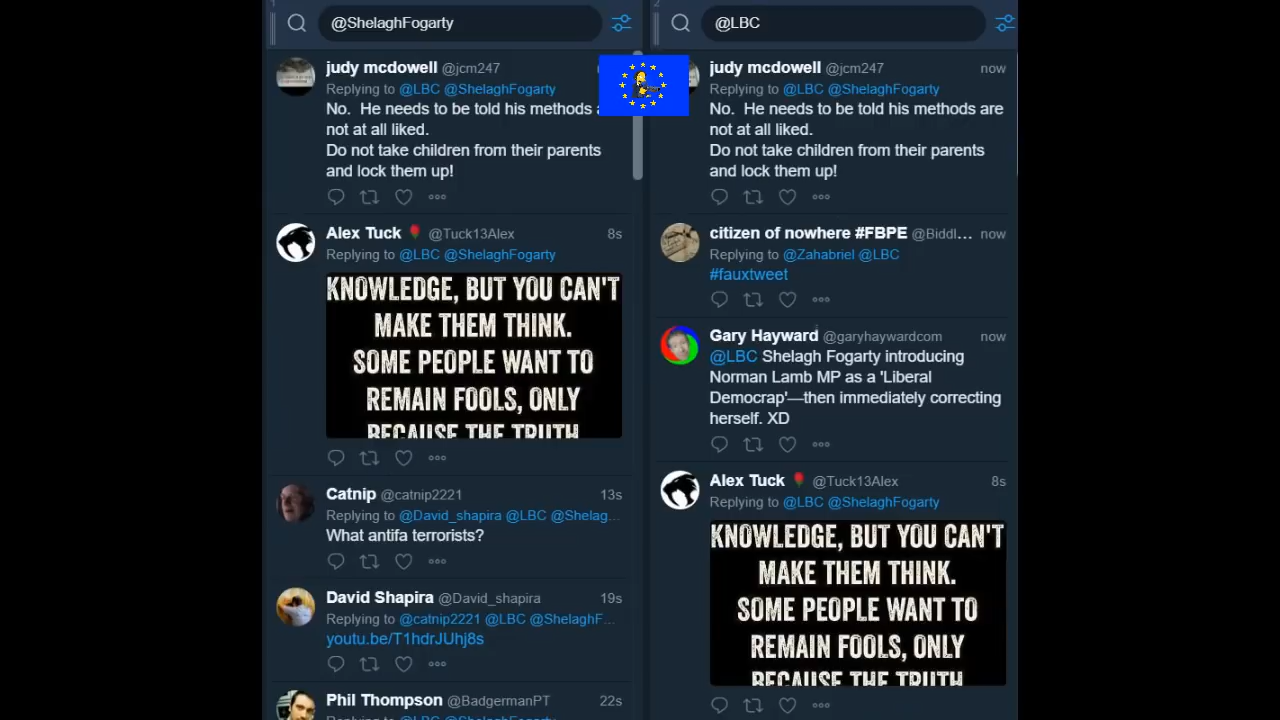 1
@ShelaghFogarty
judy mcdowell @jcm247
Replying to @LBC @ShelaghFogarty
No. He needs to be told his methods
not at all liked.
Do not take children from their parents
and lock them up!
Alex Tuck 🌹 @Tuck13Alex 8s
Replying to @LBC @ShelaghFogarty
KNOWLEDGE, BUT YOU CAN'T
MAKE THEM THINK.
SOME PEOPLE WANT TO
REMAIN FOOLS, ONLY
BECAUSE THE TRUTH
Catnip @catnip2221 13s
Replying to @David_shapira @LBC @Shelag...
What antifa terrorists?
David Shapira @David_shapira 19s
Replying to @catnip2221 @LBC @ShelaghF...
youtu.be/T1hdrJUhj8s
Phil Thompson @BadgermanPT 22s
Replying to @LBC @ShelaghFogarty
2
@LBC
judy mcdowell @jcm247 now
Replying to @LBC @ShelaghFogarty
No. He needs to be told his methods are
not at all liked.
Do not take children from their parents
and lock them up!
citizen of nowhere #FBPE @Biddl... now
Replying to @Zahabriel @LBC
#fauxtweet
Gary Hayward @garyhaywardcom now
@LBC Shelagh Fogarty introducing
Norman Lamb MP as a 'Liberal
Democrap'—then immediately correcting
herself. XD
Alex Tuck 🌹 @Tuck13Alex 8s
Replying to @LBC @ShelaghFogarty
KNOWLEDGE, BUT YOU CAN'T
MAKE THEM THINK.
SOME PEOPLE WANT TO
REMAIN FOOLS, ONLY
BECAUSE THE TRUTH